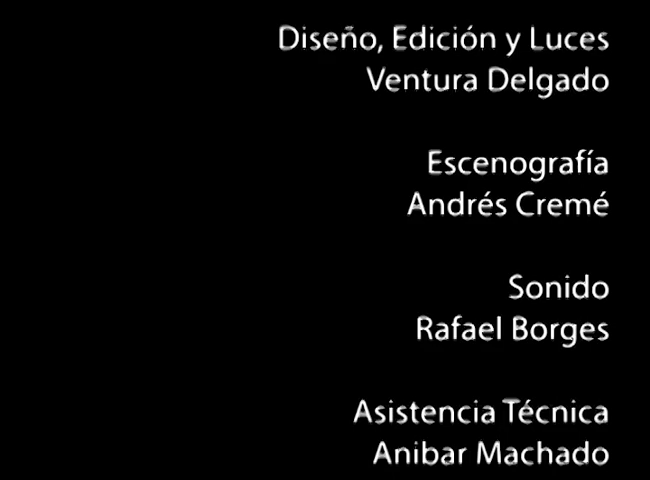 Diseño, Edición y Luces
Ventura Delgado
Escenografía
Andrés Cremé
Sonido
Rafael Borges
Asistencia Técnica
Anibar Machado